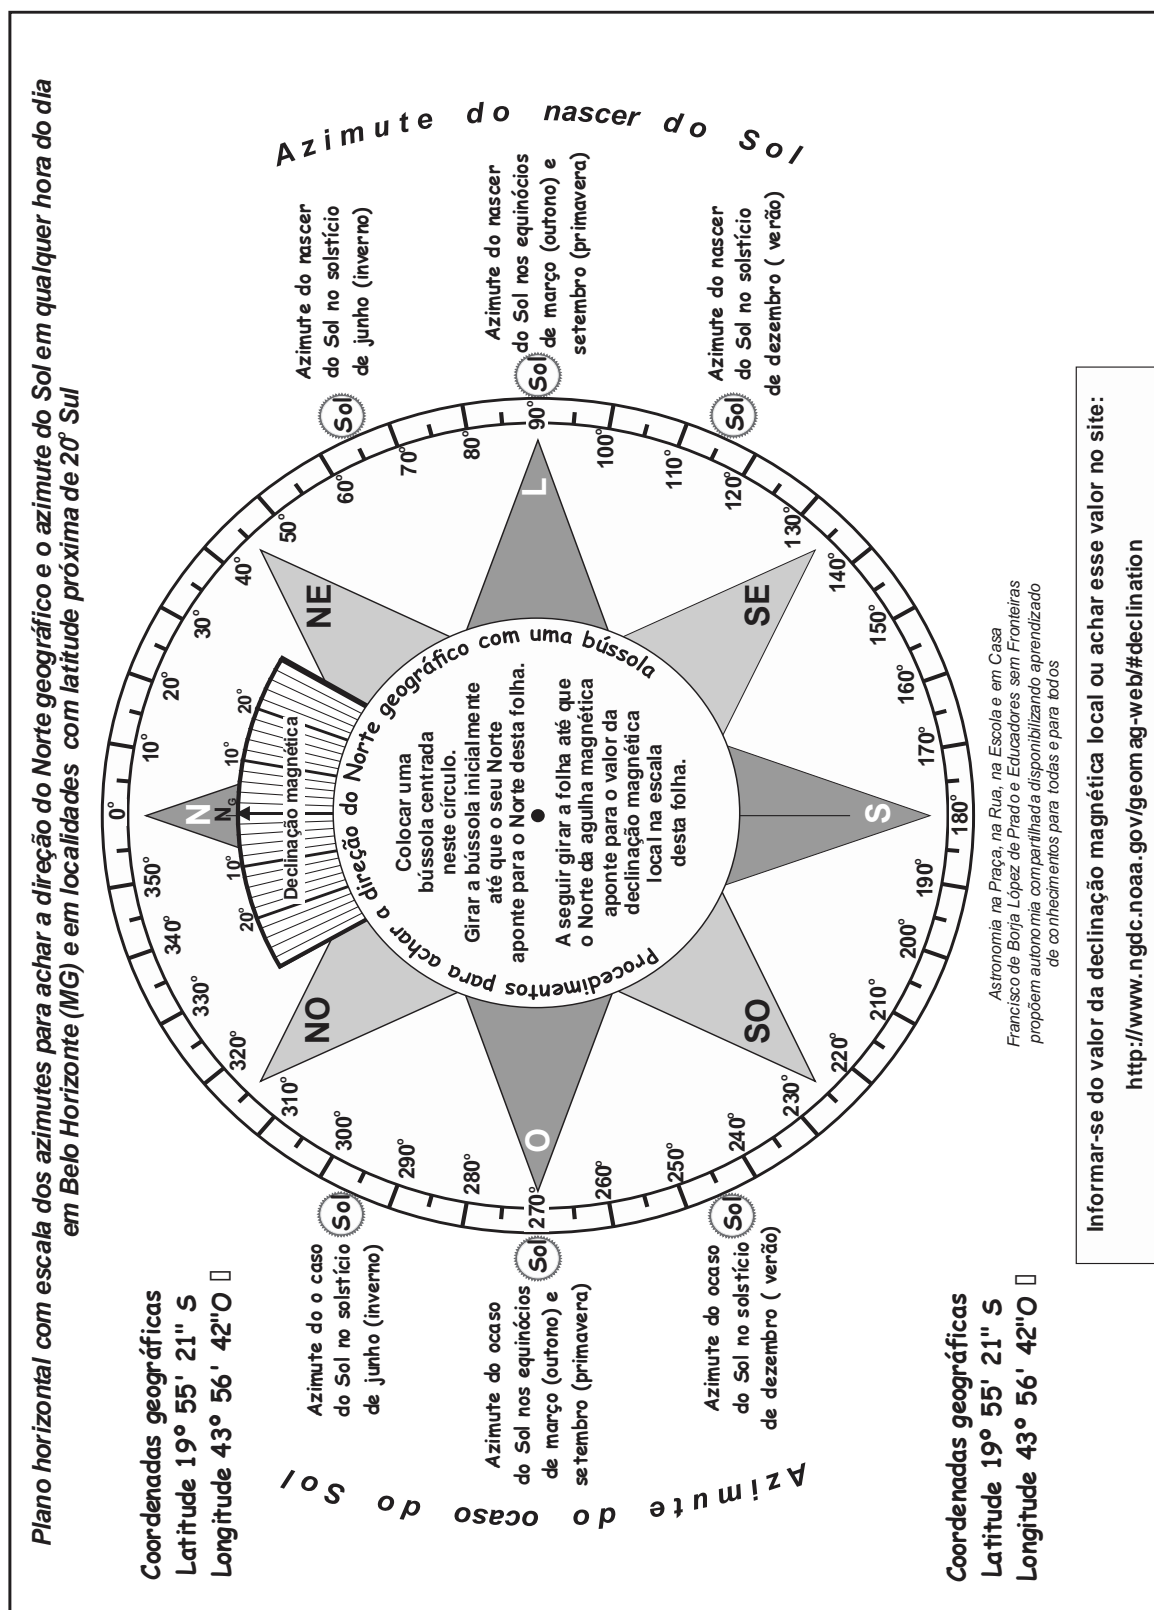 Plano horizontal com escala dos azimutes para achar a direção do Norte geográfico e o azimute do Sol em qualquer hora do dia
em Belo Horizonte (MG) e em localidades com latitude próxima de 20° Sul
Coordenadas geográficas
Latitude 19º 55' 21" S
Longitude 43º 56' 42"O
Azimute do nascer do Sol
Azimute do nascer
do Sol no solstício
de junho (inverno)
Sol
Azimute do nascer
do Sol nos equinócios
de março (outono) e
setembro (primavera)
Sol
Azimute do nascer
do Sol no solstício
de dezembro ( verão)
Sol
Azimute do ocaso do Sol
Azimute do o caso
do Sol no solstício
de junho (inverno)
Sol
Azimute do ocaso
do Sol nos equinócios
de março (outono) e
setembro (primavera)
Sol
Azimute do ocaso
do Sol no solstício
de dezembro ( verão)
Sol
0°
10°
20°
30°
40°
50°
60°
70°
80°
90°
100°
110°
120°
130°
140°
150°
160°
170°
180°
190°
200°
210°
220°
230°
240°
250°
260°
270°
280°
290°
300°
310°
320°
330°
340°
350°
N
NE
L
SE
S
SO
O
NO
NG
20° 10° 10° 20°
Declinação magnética
Procedimentos para achar a direção do Norte geográfico com uma bússola
Colocar uma
bússola centrada
neste círculo.
Girar a bússola inicialmente
até que o seu Norte
aponte para o Norte desta folha.
A seguir girar a folha até que
o Norte da agulha magnética
aponte para o valor da
declinação magnética
local na escala
desta folha.
Coordenadas geográficas
Latitude 19º 55' 21" S
Longitude 43º 56' 42"O
Astronomia na Praça, na Rua, na Escola e em Casa
Francisco de Borja López de Prado e Educadores sem Fronteiras
propõem autonomia compartilhada disponibilizando aprendizado
de conhecimentos para todas e para todos
Informar-se do valor da declinação magnética local ou achar esse valor no site:
http://www.ngdc.noaa.gov/geomag-web/#declination